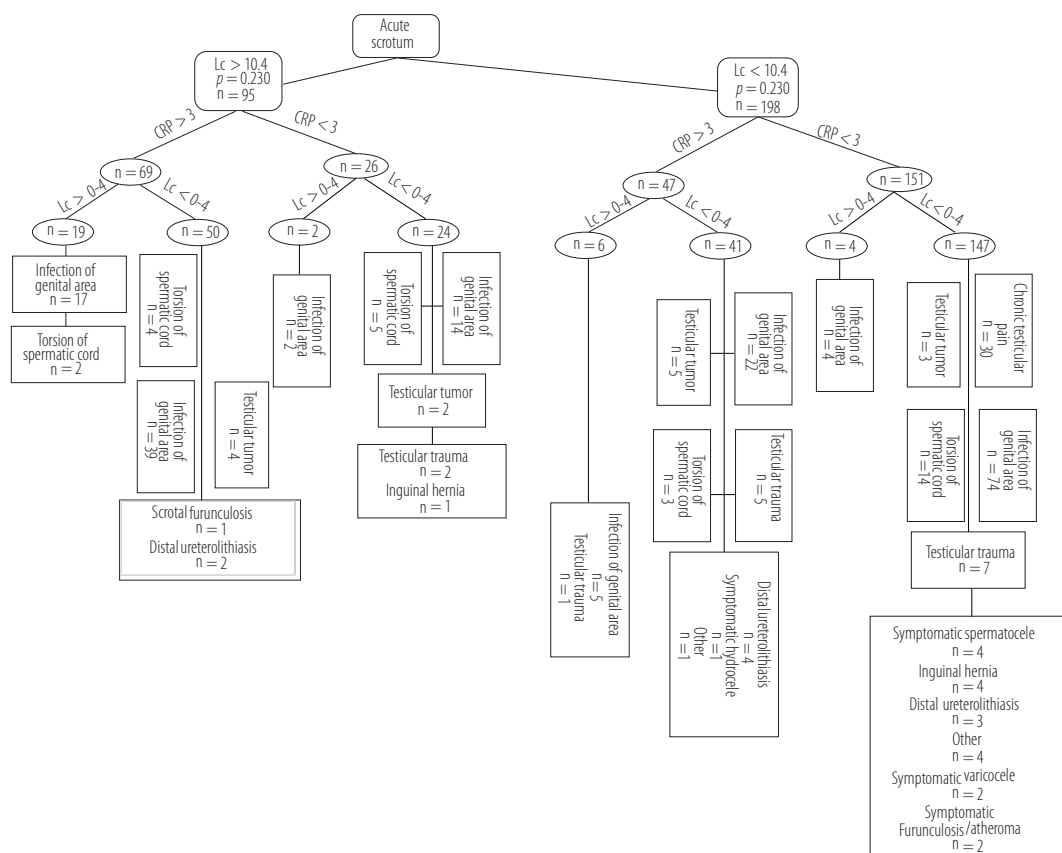 Acute
scrotum
Lc > 10.4
p = 0.230
n = 95
Lc < 10.4
p = 0.230
n = 198
CRP > 3
CRP < 3
CRP > 3
CRP < 3
n = 69
n = 26
n = 47
n = 151
Lc > 0-4
Lc < 0-4
Lc > 0-4
Lc < 0-4
Lc > 0-4
Lc < 0-4
Lc > 0-4
Lc < 0-4
n = 19
n = 50
n = 2
n = 24
n = 6
n = 41
n = 4
n = 147
Infection of
genital area
n = 17
Torsion of
spermatic cord
n = 2
Torsion of
spermatic cord
n = 4
Infection of
genital area
n = 39
Testicular tumor
n = 4
Scrotal furunculosis
n = 1
Distal ureterolithiasis
n = 2
Infection of
genital area
n = 2
Torsion of
spermatic cord
n = 5
Infection of
genital area
n = 14
Testicular tumor
n = 2
Testicular trauma
n = 2
Inguinal hernia
n = 1
Infection of genital area
n = 5
Testicular trauma
n = 1
Testicular tumor
n = 5
Infection of
genital area
n = 22
Torsion of
spermatic cord
n = 3
Testicular trauma
n = 5
Distal ureterolithiasis
n = 4
Symptomatic hydrocele
n = 1
Other
n = 1
Infection of
genital area
n = 4
Testicular tumor
n = 3
Chronic testicular
pain
n = 30
Torsion of
spermatic cord
n = 14
Infection of
genital area
n = 74
Testicular trauma
n = 7
Symptomatic spermatocele
n = 4
Inguinal hernia
n = 4
Distal ureterolithiasis
n = 3
Other
n = 4
Symptomatic varicocele
n = 2
Symptomatic
Furunculosis/atheroma
n = 2